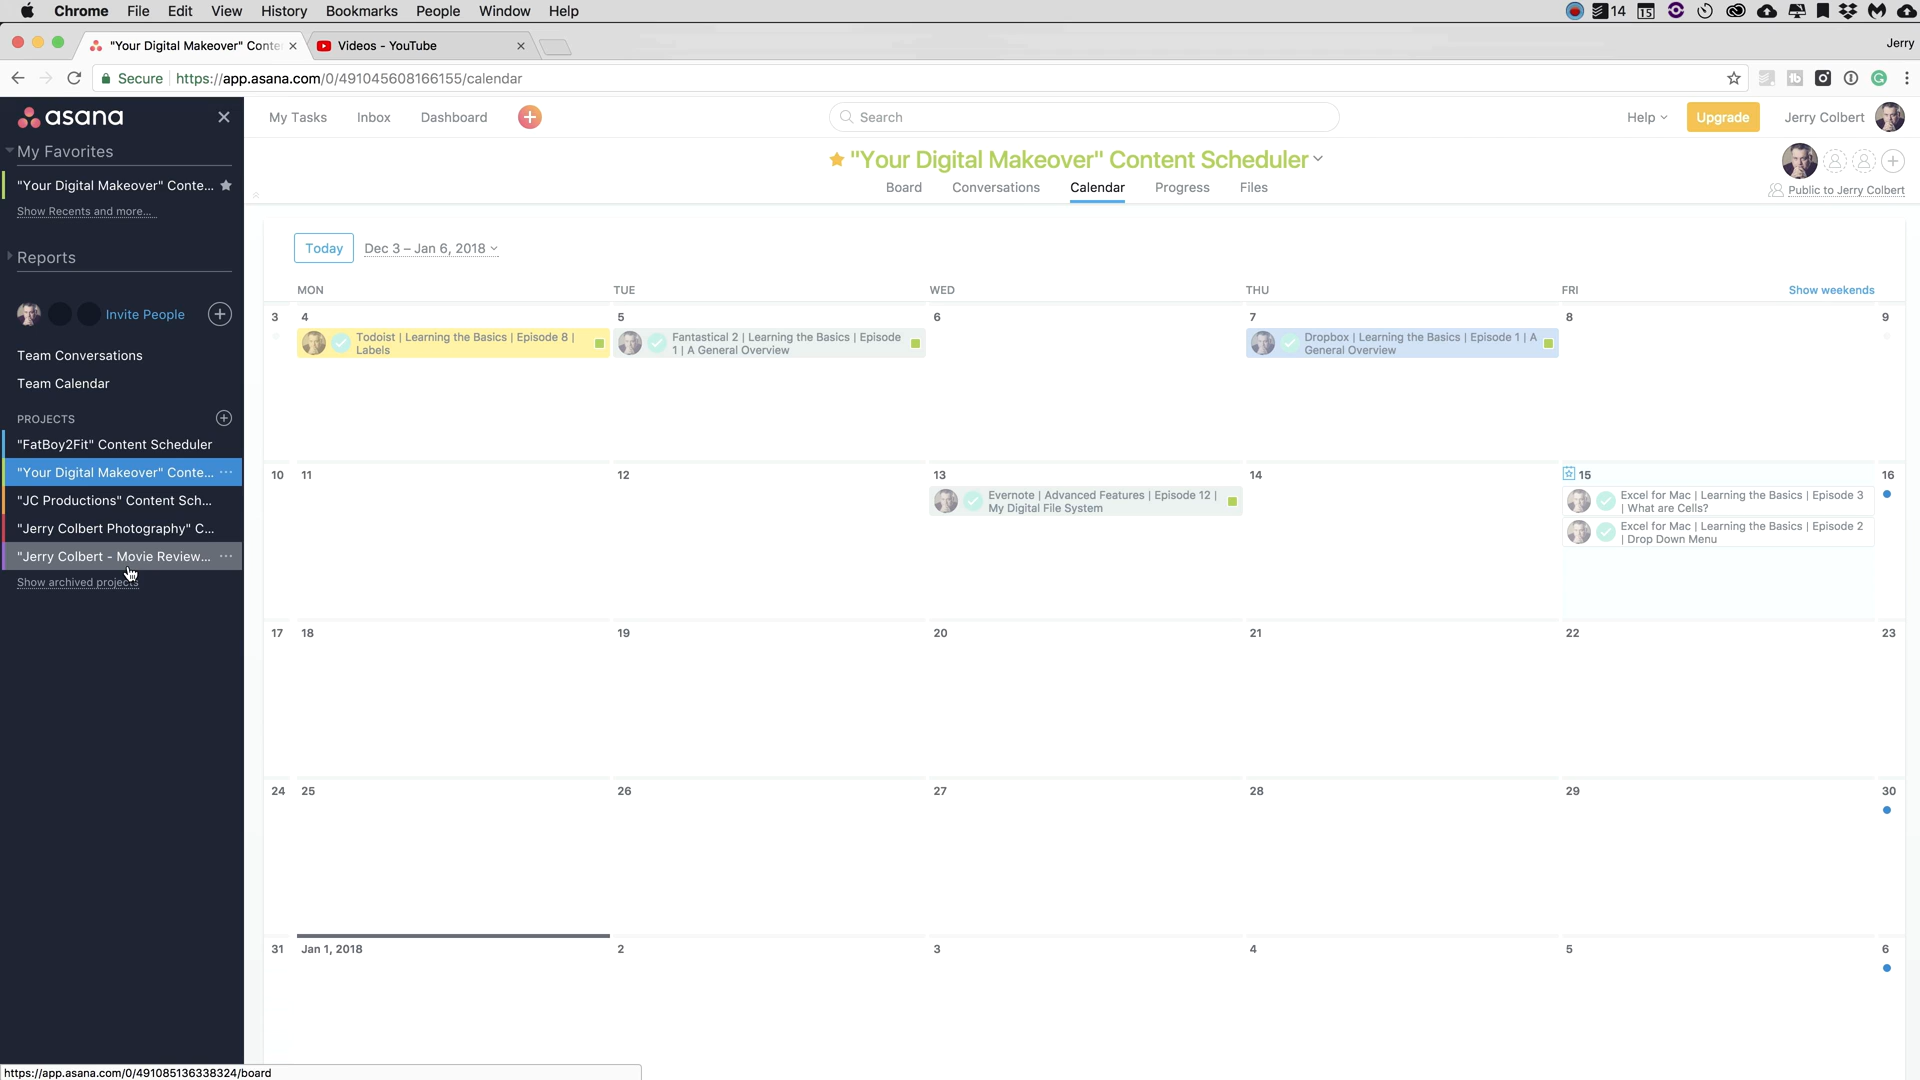 Chrome File Edit View History Bookmarks People Window Help 14 15
"Your Digital Makeover" Conte Videos - YouTube Jerry
Secure https://app.asana.com/0/491045608166155/calendar
asana
My Tasks Inbox Dashboard Search Help Upgrade Jerry Colbert
My Favorites
"Your Digital Makeover" Conte...
Show Recents and more...
Reports
Invite People
Team Conversations
Team Calendar
PROJECTS
"FatBoy2Fit" Content Scheduler
"Your Digital Makeover" Conte...
"JC Productions" Content Sch...
"Jerry Colbert Photography" C...
"Jerry Colbert - Movie Review...
Show archived projects
"Your Digital Makeover" Content Scheduler
Board Conversations Calendar Progress Files
Public to Jerry Colbert
Today Dec 3 – Jan 6, 2018
MON TUE WED THU FRI Show weekends
3 4 5 6 7 8 9
Todoist | Learning the Basics | Episode 8 |
Labels
Fantastical 2 | Learning the Basics | Episode
1 | A General Overview
Dropbox | Learning the Basics | Episode 1 | A
General Overview
10 11 12 13 14 15 16
Evernote | Advanced Features | Episode 12 |
My Digital File System
Excel for Mac | Learning the Basics | Episode 3
| What are Cells?
Excel for Mac | Learning the Basics | Episode 2
| Drop Down Menu
17 18 19 20 21 22 23
24 25 26 27 28 29 30
31 Jan 1, 2018 2 3 4 5 6
https://app.asana.com/0/491085136338324/board